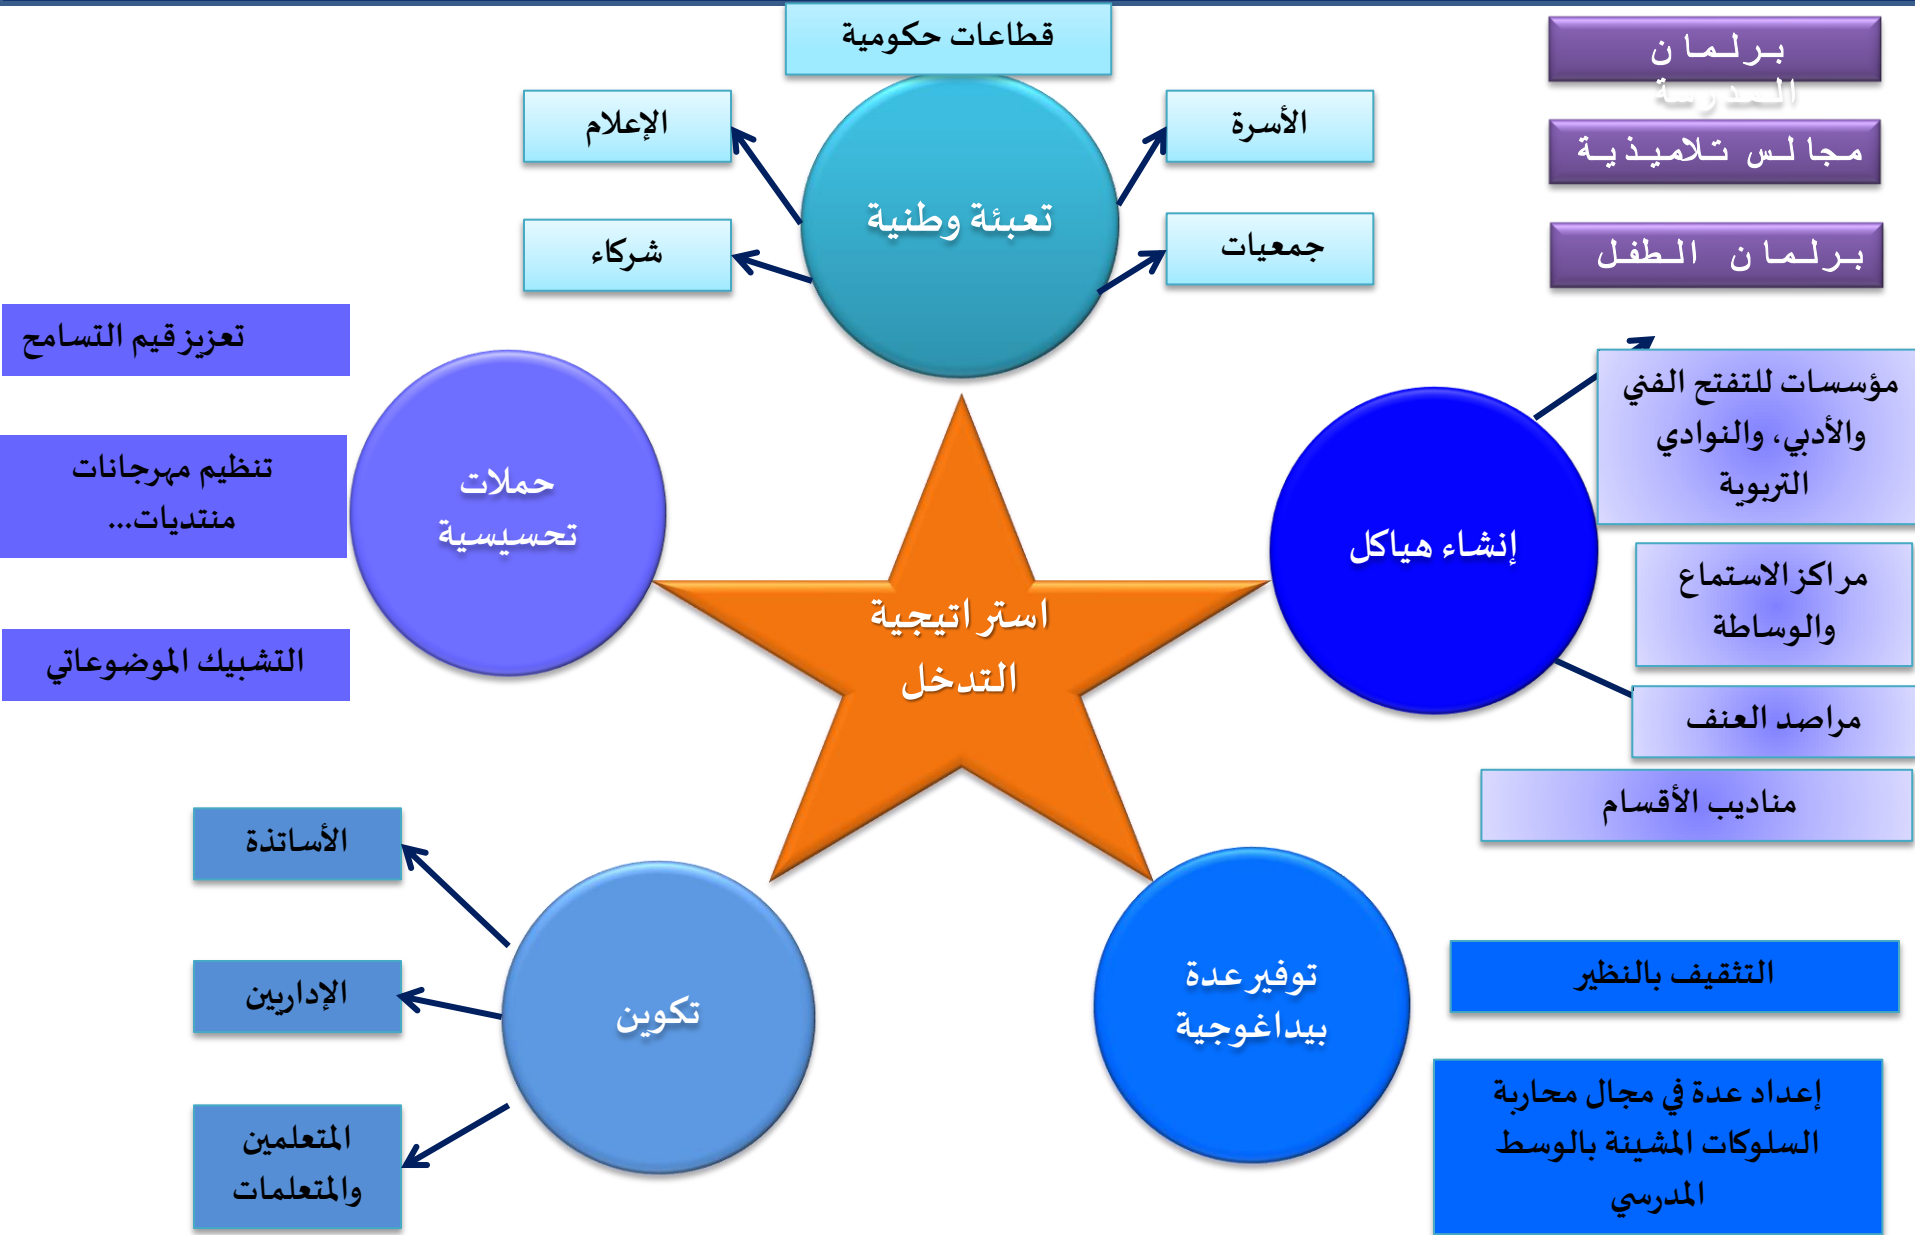 قطاعات حكومية
الأسرة
الإعلام
جمعيات
شركاء
تعبئة وطنية
برلمان
المدرسة
مجالس تلاميذية
برلمان الطفل
مؤسسات للتفتح الفني
والأدبي، والنوادي
التربوية
مراكز الاستماع
والوساطة
مراصد العنف
مناديب الأقسام
إنشاء هياكل
تعزيز قيم التسامح
تنظيم مهرجانات
منتديات...
التشبيك الموضوعاتي
حملات
تحسيسية
استراتيجية
التدخل
توفير عدة
بيداغوجية
التثقيف بالنظير
إعداد عدة في مجال محاربة
السلوكات المشينة بالوسط
المدرسي
تكوين
الأساتذة
الإداريين
المتعلمين
والمتعلمات